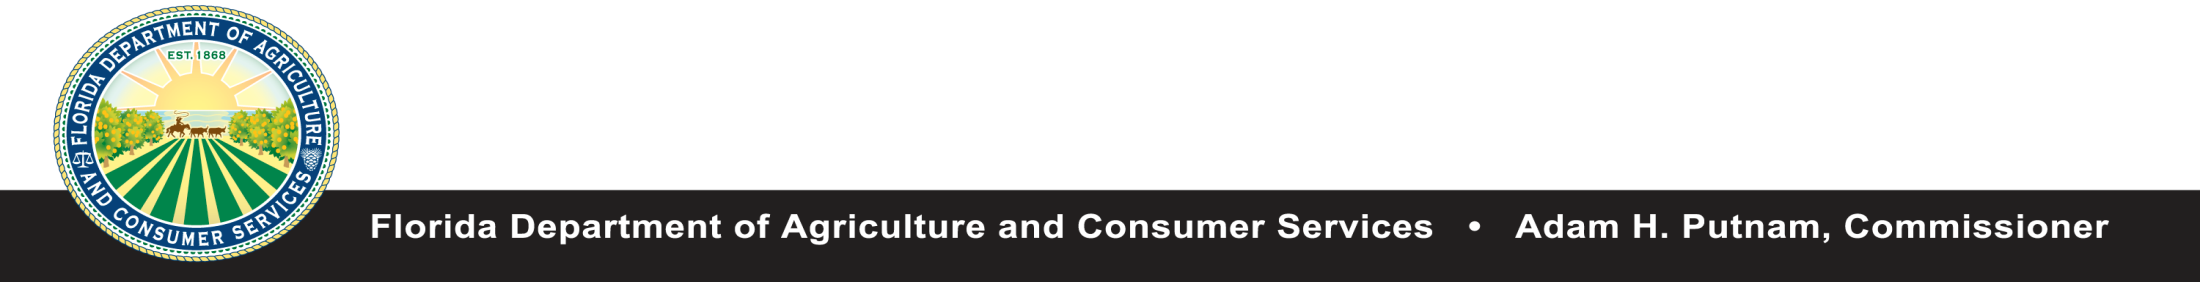 FLORIDA DEPARTMENT OF AGRICULTURE
AND CONSUMER SERVICES
EST. 1868
Florida Department of Agriculture and Consumer Services • Adam H. Putnam, Commissioner